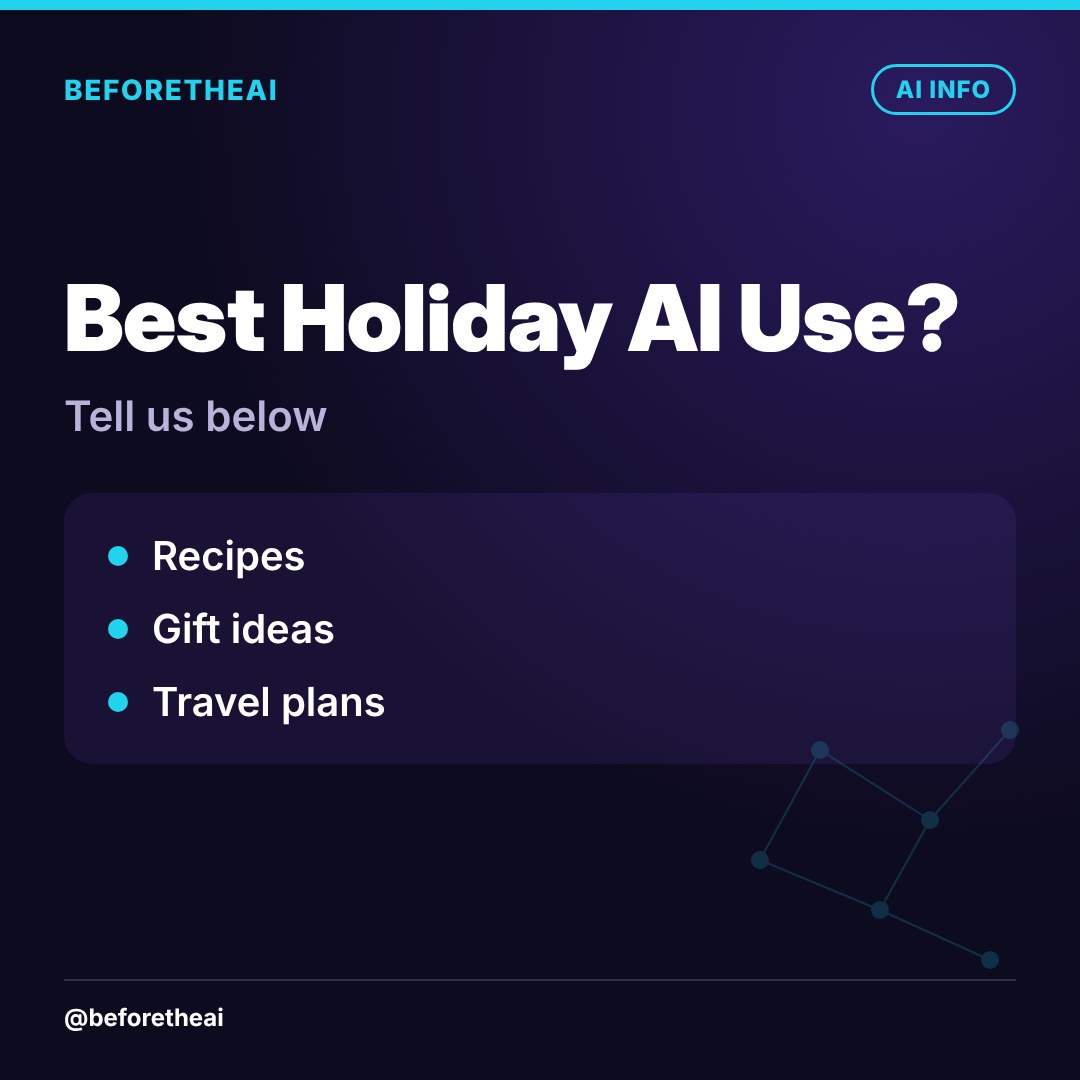 BEFORETHEAI
AI INFO
Best Holiday AI Use?
Tell us below
Recipes
Gift ideas
Travel plans
@beforetheai